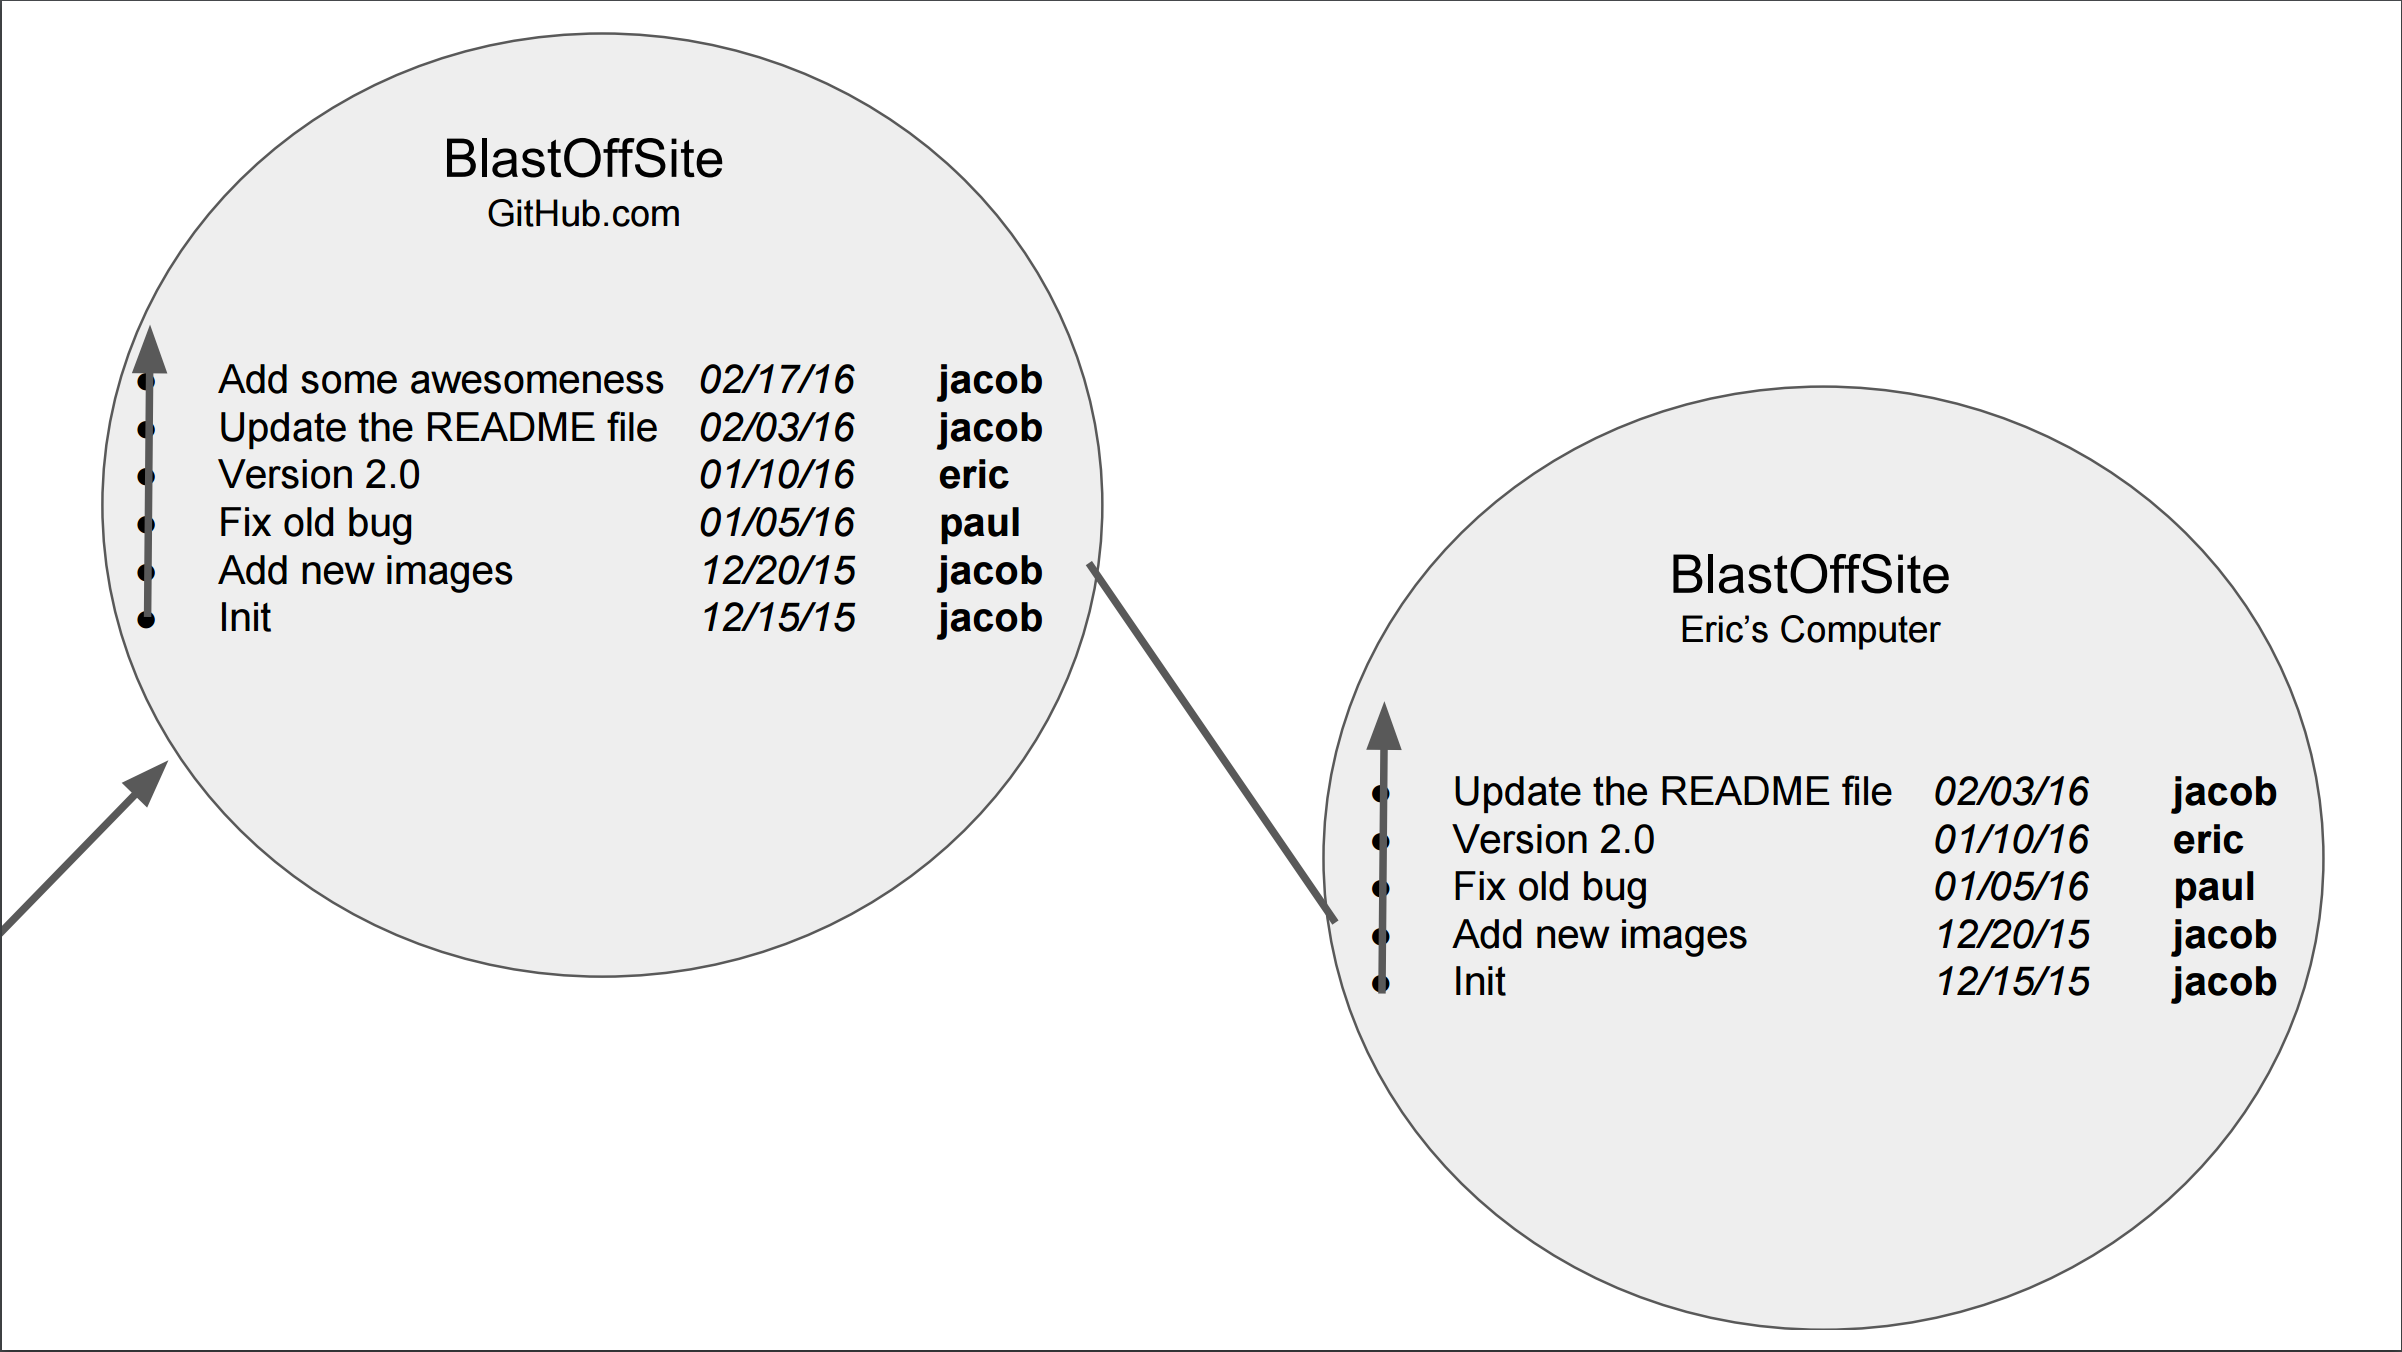 BlastOffSite
GitHub.com
● Add some awesomeness 02/17/16 jacob
● Update the README file 02/03/16 jacob
● Version 2.0 01/10/16 eric
● Fix old bug 01/05/16 paul
● Add new images 12/20/15 jacob
● Init 12/15/15 jacob
BlastOffSite
Eric’s Computer
● Update the README file 02/03/16 jacob
● Version 2.0 01/10/16 eric
● Fix old bug 01/05/16 paul
● Add new images 12/20/15 jacob
● Init 12/15/15 jacob